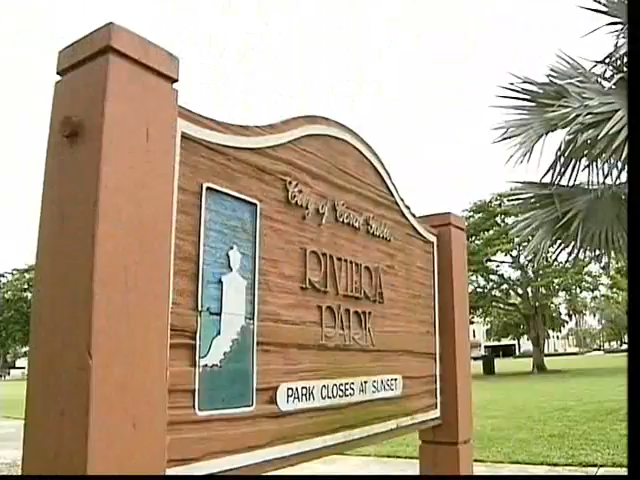 City of Coral Gables
RIVIERA
PARK
PARK CLOSES AT SUNSET